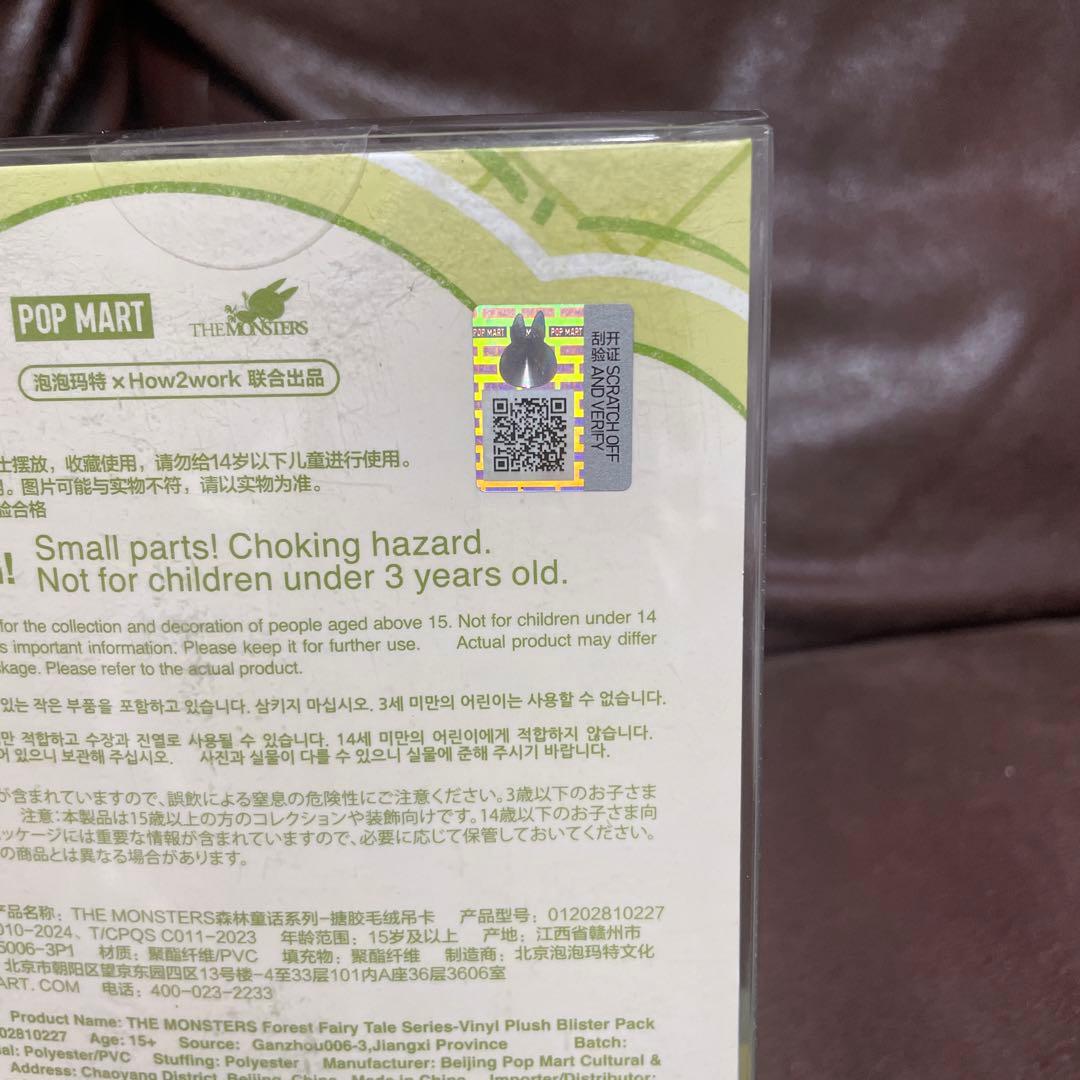 POP MART
THE MONSTERS
泡泡玛特 ×How2work 联合出品
POP MART
M
POP MART
刮开
验证
SCRATCH OFF
AND VERIFY
士摆放，收藏使用，请勿给14岁以下儿童进行使用。
图片可能与实物不符，请以实物为准。
验合格
Small parts! Choking hazard.
Not for children under 3 years old.
for the collection and decoration of people aged above 15. Not for children under 14
s important information. Please keep it for further use. Actual product may differ
kage. Please refer to the actual product.
있는 작은 부품을 포함하고 있습니다. 삼키지 마십시오. 3세 미만의 어린이는 사용할 수 없습니다.
만 적합하고 수장과 진열로 사용될 수 있습니다. 14세 미만의 어린이에게 적합하지 않습니다.
어 있으니 보관해 주십시오. 사진과 실물이 다를 수 있으니 실물에 준해 주시기 바랍니다.
が含まれていますので、誤飲による窒息の危険性にご注意ください。3歳以下のお子さま
注意：本製品は15歳以上の方のコレクションや装飾向けです。14歳以下のお子さま向
ッケージには重要な情報が含まれていますので、必要に応じて保管しておいてください。
の商品とは異なる場合があります。
产品名称：THE MONSTERS森林童话系列-搪胶毛绒吊卡 产品型号：01202810227
010-2024、T/CPQS C011-2023 年龄范围：15岁及以上 产地：江西省赣州市
5006-3P1 材质：聚酯纤维/PVC 填充物：聚酯纤维 制造商：北京泡泡玛特文化
北京市朝阳区望京东园四区13号楼-4至33层101内A座36层3606室
ART. COM 电话：400-023-2233
Product Name: THE MONSTERS Forest Fairy Tale Series-Vinyl Plush Blister Pack
02810227 Age: 15+ Source: Ganzhou006-3,Jiangxi Province Batch:
al: Polyester/PVC Stuffing: Polyester Manufacturer: Beijing Pop Mart Cultural &
Address: Chaoyang District, Beijing, China Made in China Importer/Distributor: